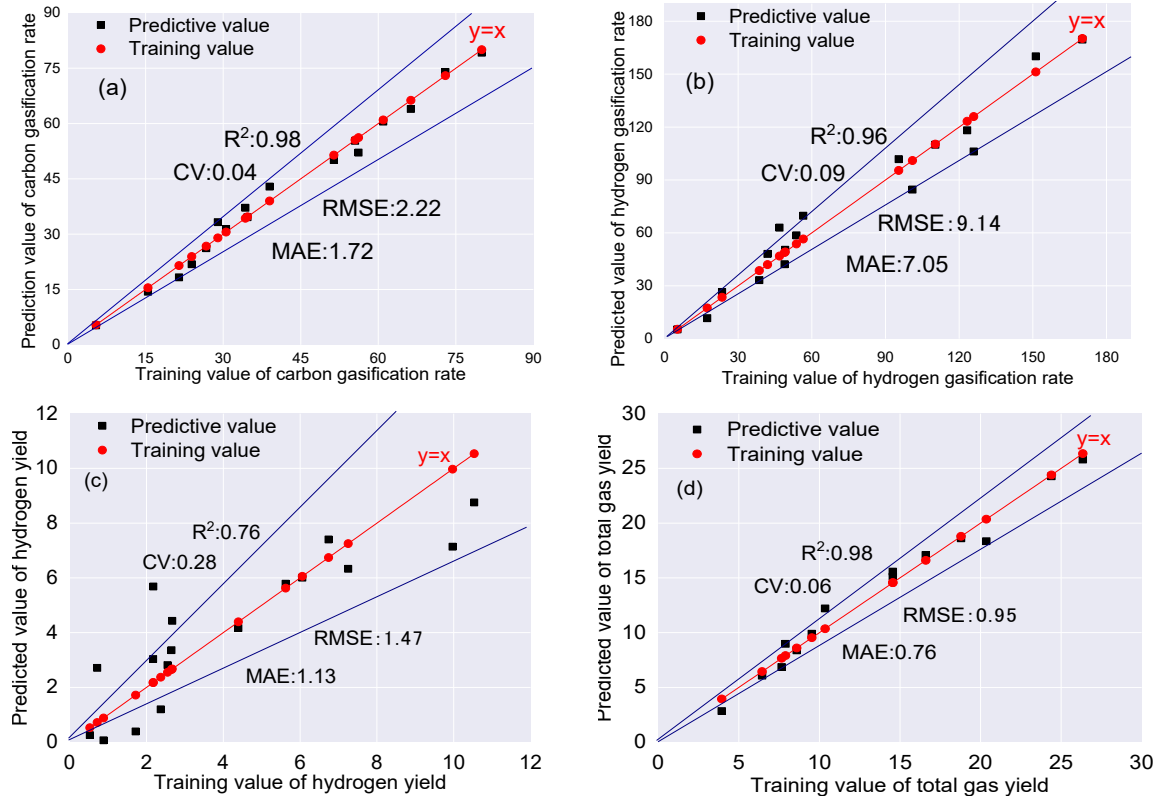 Predictive value
Training value
y=x
(a)
R²:0.98
CV:0.04
RMSE:2.22
MAE:1.72
90
75
60
45
30
15
0
0 15 30 45 60 75 90
Prediction value of carbon gasification rate
Training value of carbon gasification rate
Predictive value
Training value
y=x
(b)
R²:0.96
CV:0.09
RMSE:9.14
MAE:7.05
180
150
120
90
60
30
0
0 30 60 90 120 150 180
Predicted value of hydrogen gasification rate
Training value of hydrogen gasification rate
Predictive value
Training value
y=x
(c)
R²:0.76
CV:0.28
RMSE:1.47
MAE:1.13
12
10
8
6
4
2
0
0 2 4 6 8 10 12
Predicted value of hydrogen yield
Training value of hydrogen yield
Predictive value
Training value
y=x
(d)
R²:0.98
CV:0.06
RMSE:0.95
MAE:0.76
30
25
20
15
10
5
0
0 5 10 15 20 25 30
Predicted value of total gas yield
Training value of total gas yield